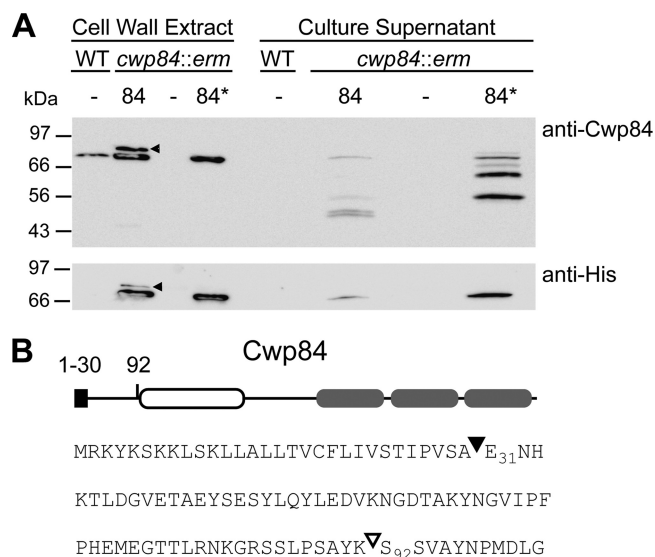 A
Cell Wall Extract Culture Supernatant
WT cwp84::erm WT cwp84::erm
kDa - 84 - 84* - 84 - 84*
anti-Cwp84
97
66
56
43
anti-His
97
66
B
Cwp84
1-30 92
MRKYKSKKLSKLLALLTVCFLIVSTIPVSA E31NH
KTLDGVETAEYSESYLQYLEDVKNGDTAKYNGVIPF
PHEMEGTTLRNKGRSSLPSAYK S92SVAYNPMDLG